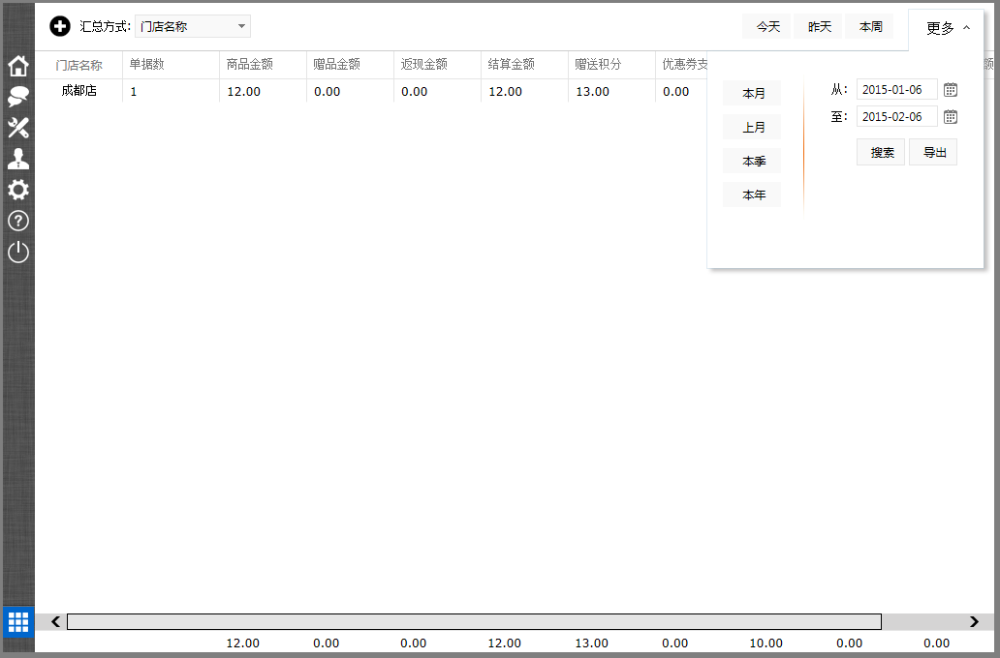 汇总方式: 门店名称 今天 昨天 本周 更多
门店名称 单据数 商品金额 赠品金额 返现金额 结算金额 赠送积分 优惠券支 额
成都店 1 12.00 0.00 0.00 12.00 13.00 0.00
本月
上月
本季
本年
从: 2015-01-06
至: 2015-02-06
搜索 导出
12.00 0.00 0.00 12.00 13.00 0.00 10.00 0.00 0.00